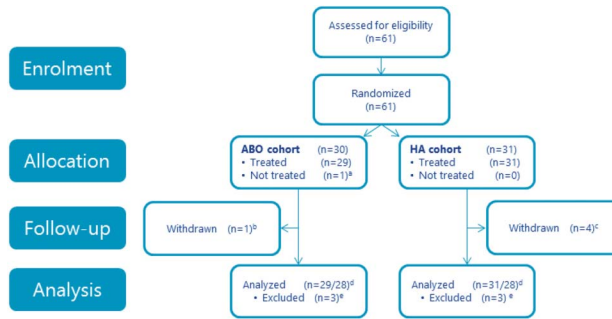 Assessed for eligibility
(n=61)
Enrolment
Randomized
(n=61)
Allocation
ABO cohort (n=30)
• Treated (n=29)
• Not treated (n=1)ᵃ
HA cohort (n=31)
• Treated (n=31)
• Not treated (n=0)
Follow-up
Withdrawn (n=1)ᵇ
Withdrawn (n=4)ᶜ
Analysis
Analyzed (n=29/28)ᵈ
• Excluded (n=3)ᵉ
Analyzed (n=31/28)ᵈ
• Excluded (n=3) ᵉ